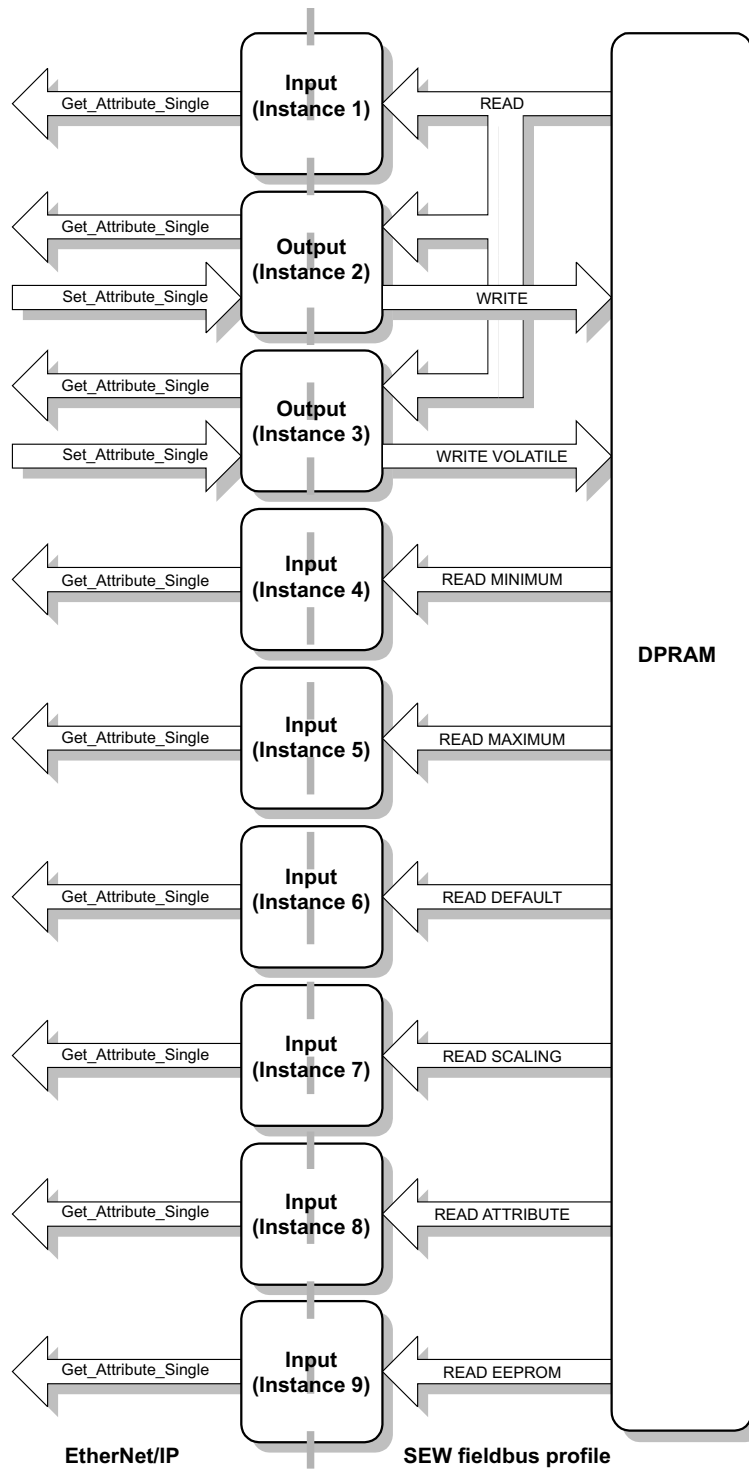 Input
(Instance 1)
Get_Attribute_Single
READ
Get_Attribute_Single
Output
(Instance 2)
Set_Attribute_Single
WRITE
Get_Attribute_Single
Output
(Instance 3)
Set_Attribute_Single
WRITE VOLATILE
Input
(Instance 4)
Get_Attribute_Single
READ MINIMUM
DPRAM
Input
(Instance 5)
Get_Attribute_Single
READ MAXIMUM
Input
(Instance 6)
Get_Attribute_Single
READ DEFAULT
Input
(Instance 7)
Get_Attribute_Single
READ SCALING
Input
(Instance 8)
Get_Attribute_Single
READ ATTRIBUTE
Input
(Instance 9)
Get_Attribute_Single
READ EEPROM
EtherNet/IP
SEW fieldbus profile